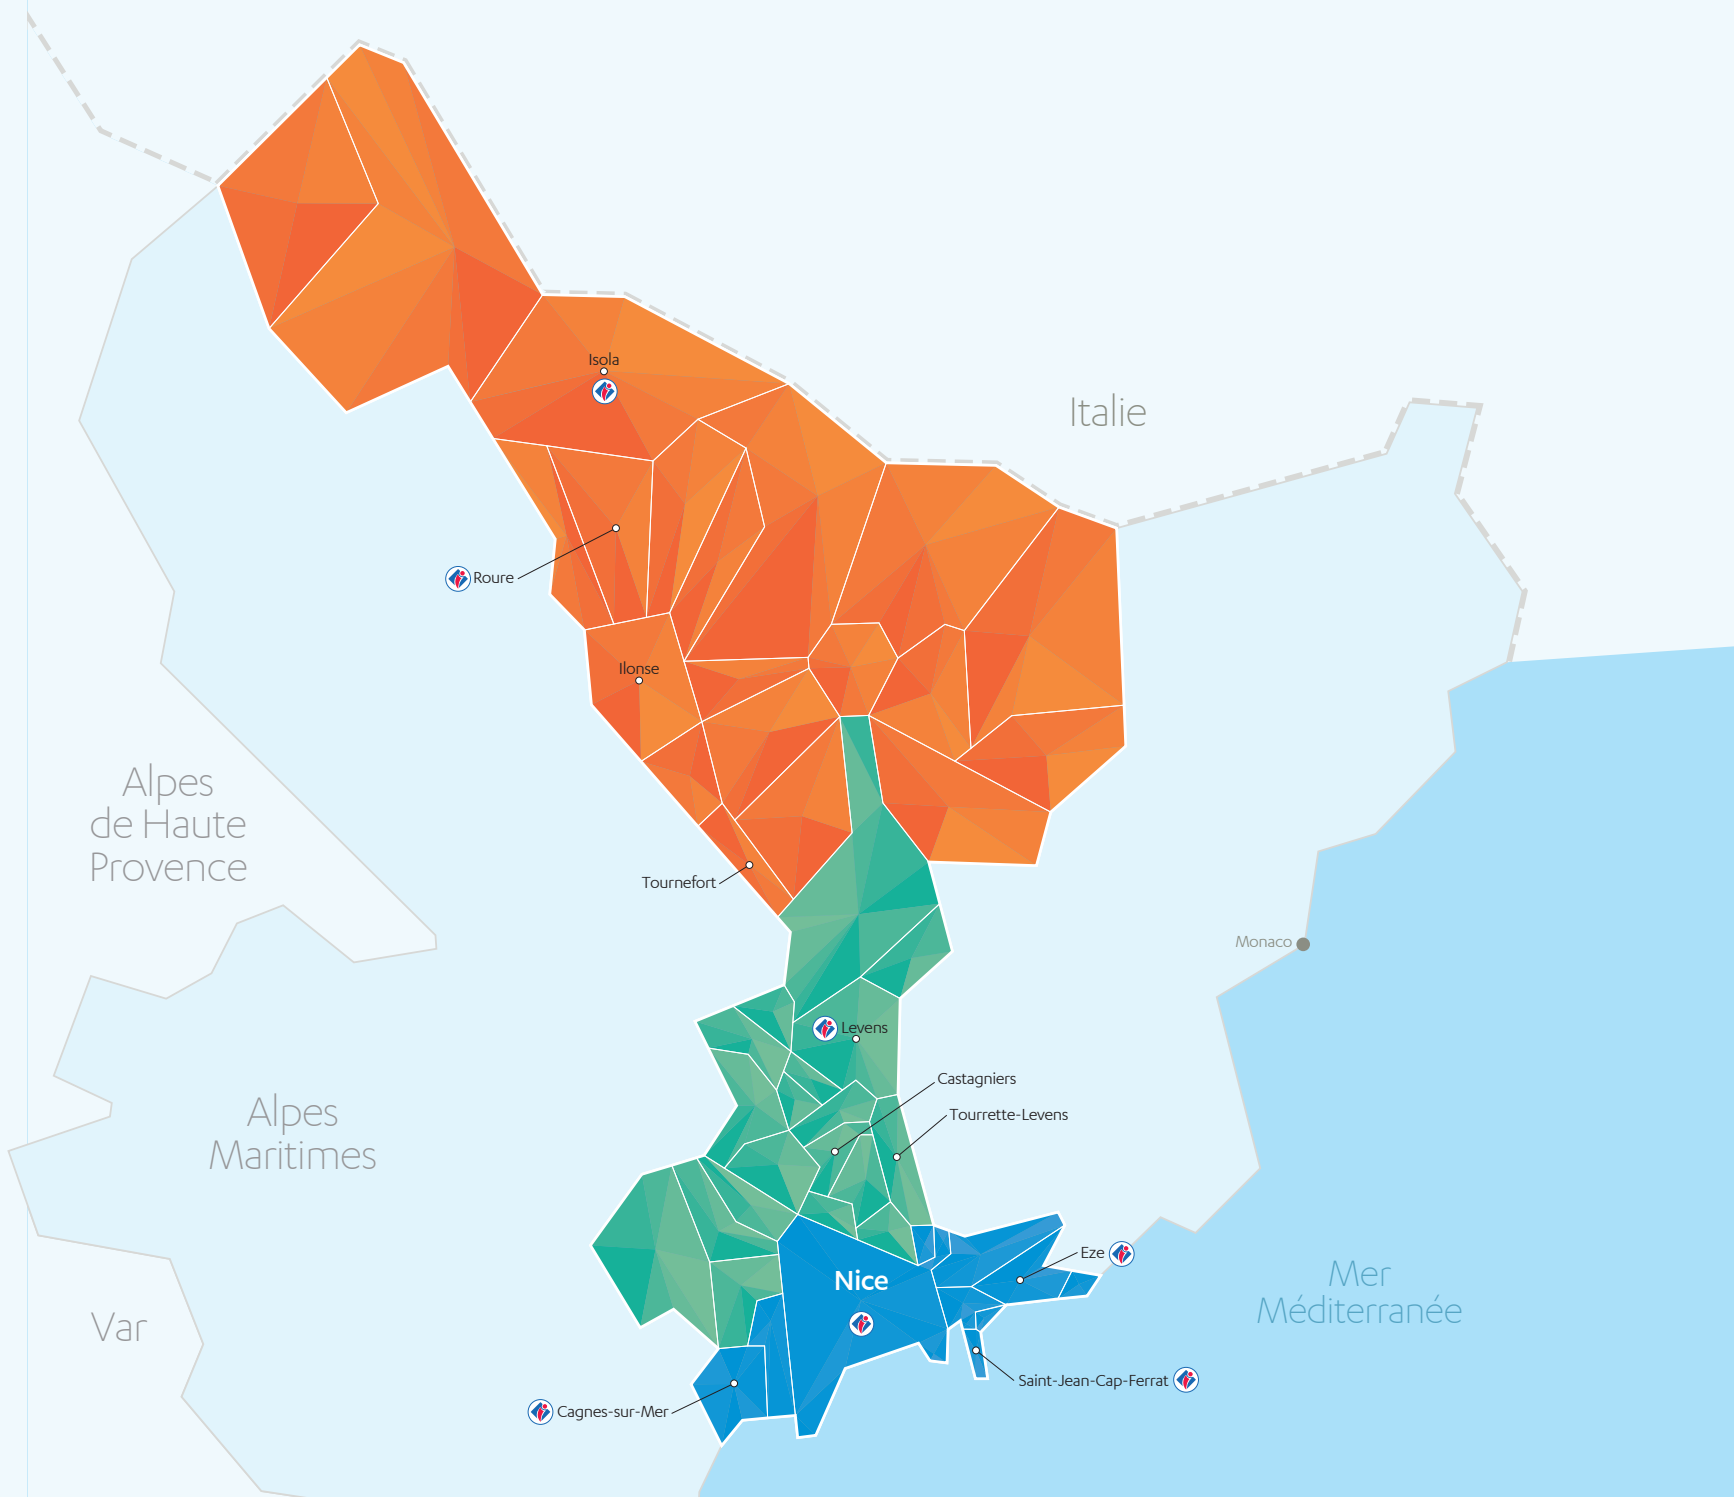 Isola
Italie
Roure
Ilonse
Alpes
de Haute
Provence
Tournefort
Monaco
Levens
Castagniers
Tourrette-Levens
Alpes
Maritimes
Eze
Nice
Mer
Méditerranée
Var
Saint-Jean-Cap-Ferrat
Cagnes-sur-Mer